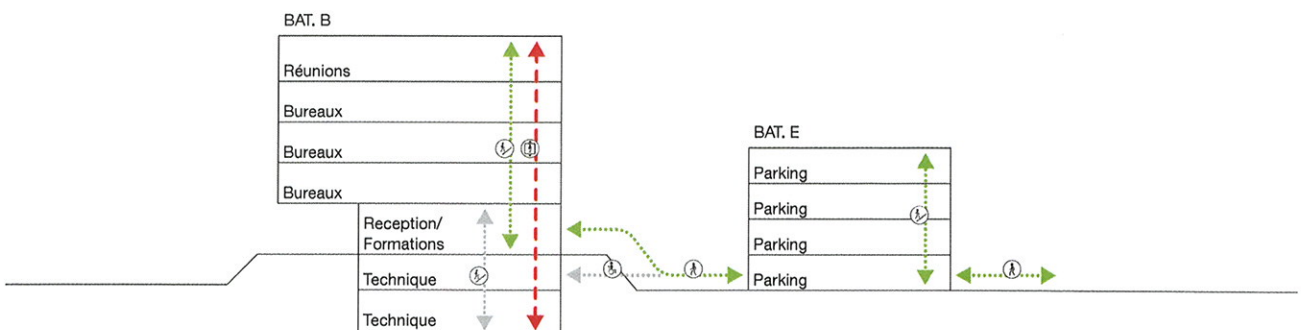 BAT. B
Réunions
Bureaux
Bureaux
Bureaux
Reception/
Formations
Technique
Technique
BAT. E
Parking
Parking
Parking
Parking